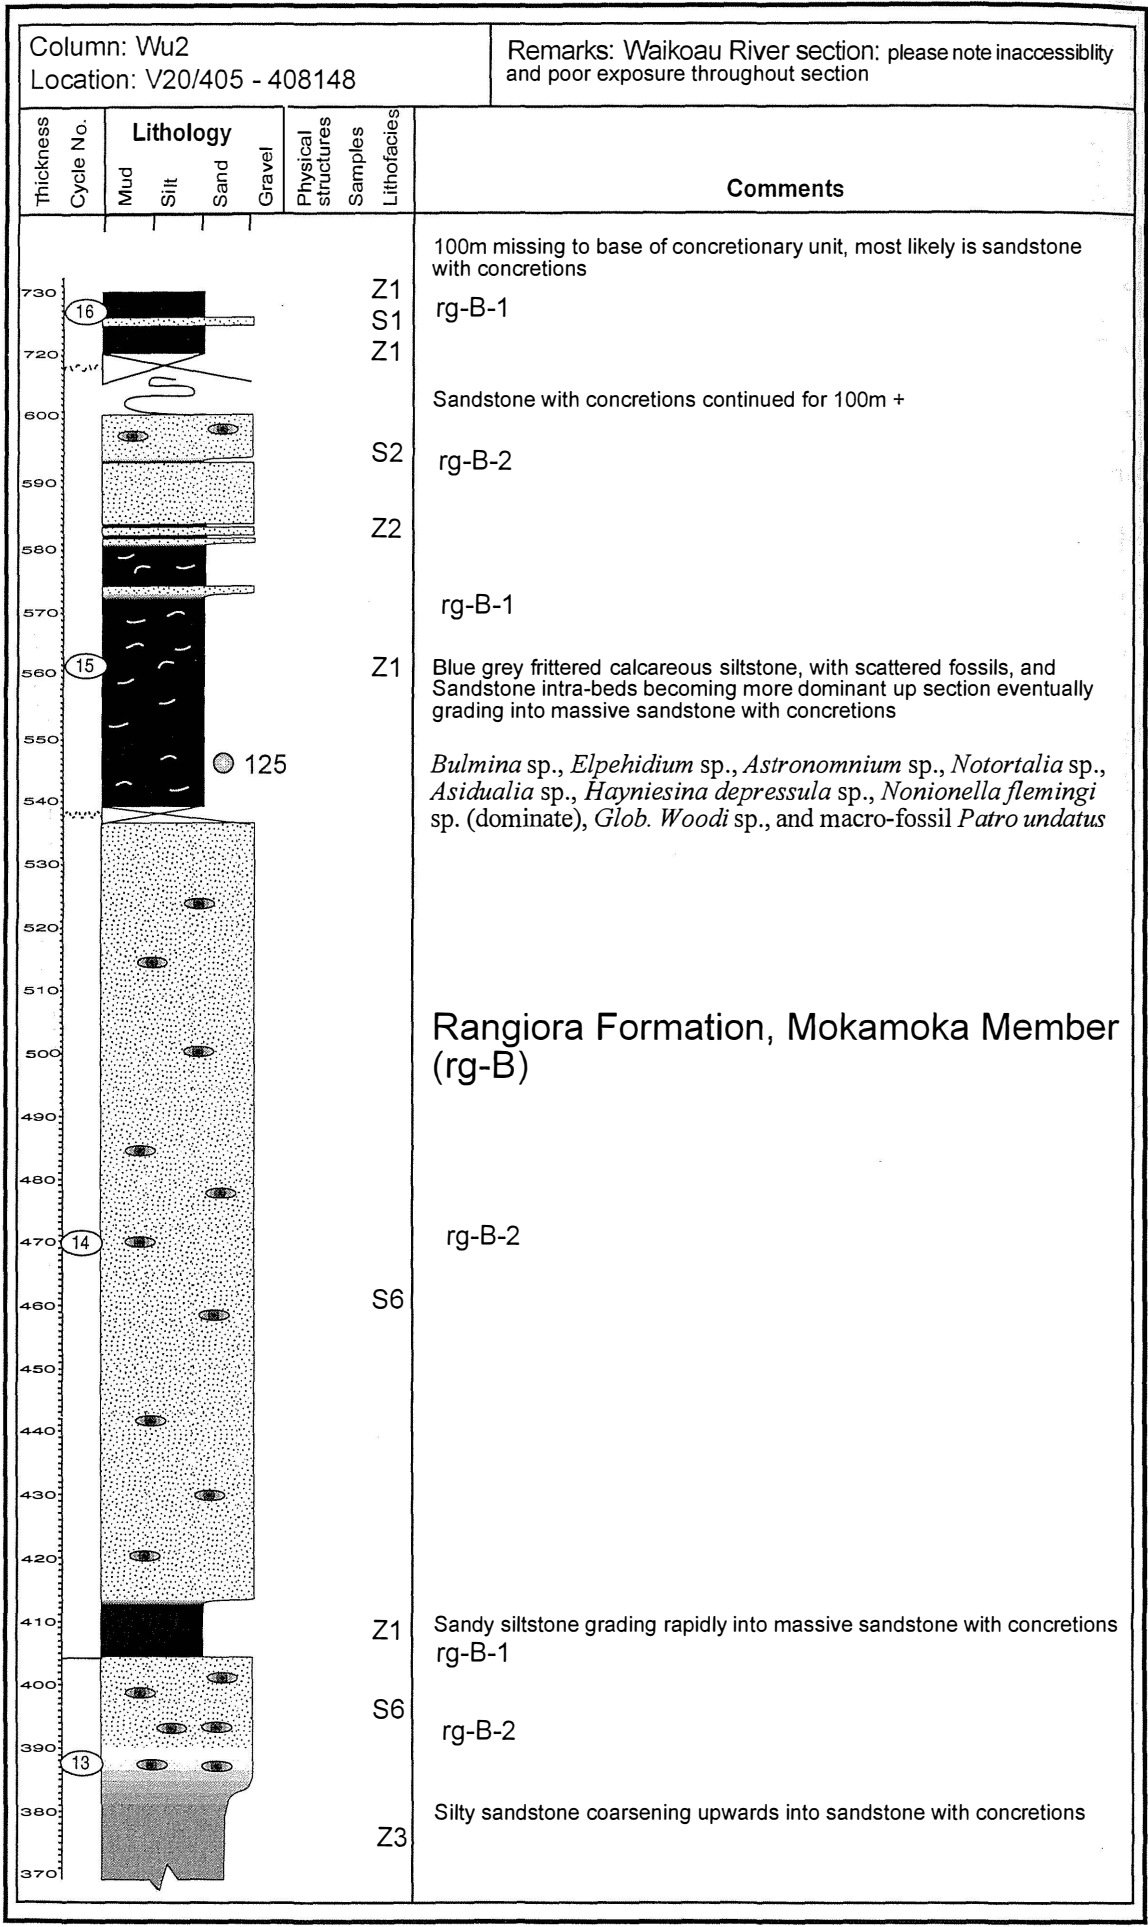 Column: Wu2
Location: V20/405 - 408148
Remarks: Waikoau River section: please note inaccessiblity
and poor exposure throughout section
Thickness
Cycle No.
Lithology
Mud
Silt
Sand
Gravel
Physical
structures
Samples
Lithofacies
Comments
100m missing to base of concretionary unit, most likely is sandstone
with concretions
730
Z1
16
rg-B-1
S1
720
Z1
Sandstone with concretions continued for 100m +
600
S2
rg-B-2
590
Z2
580
570
rg-B-1
15
560
Z1
Blue grey frittered calcareous siltstone, with scattered fossils, and
Sandstone intra-beds becoming more dominant up section eventually
grading into massive sandstone with concretions
550
125
Bulmina sp., Elpehidium sp., Astronomnium sp., Notortalia sp.,
Asidualia sp., Hayniesina depressula sp., Nonionella flemingi
sp. (dominate), Glob. Woodi sp., and macro-fossil Patro undatus
540
530
520
510
Rangiora Formation, Mokamoka Member
(rg-B)
500
490
480
470
14
rg-B-2
460
S6
450
440
430
420
410
Z1
Sandy siltstone grading rapidly into massive sandstone with concretions
rg-B-1
400
S6
rg-B-2
390
13
380
Silty sandstone coarsening upwards into sandstone with concretions
Z3
370